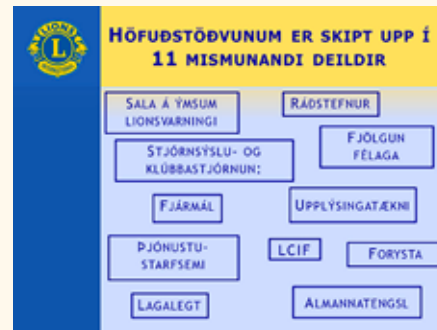 HÖFUÐSTÖÐVUNUM ER SKIPT UPP Í
11 MISMUNANDI DEILDIR
SALA Á ÝMSUM
LIONSVARNINGI
RÁÐSTEFNUR
STJÓRNSÝSLU- OG
KLÚBBASTJÓRNUN:
FJÖLGUN
FÉLAGA
FJÁRMÁL
UPPLÝSINGATÆKNI
ÞJÓNUSTU-
STARFSEMI
LCIF
FORYSTA
LAGALEGT
ALMANNATENGSL